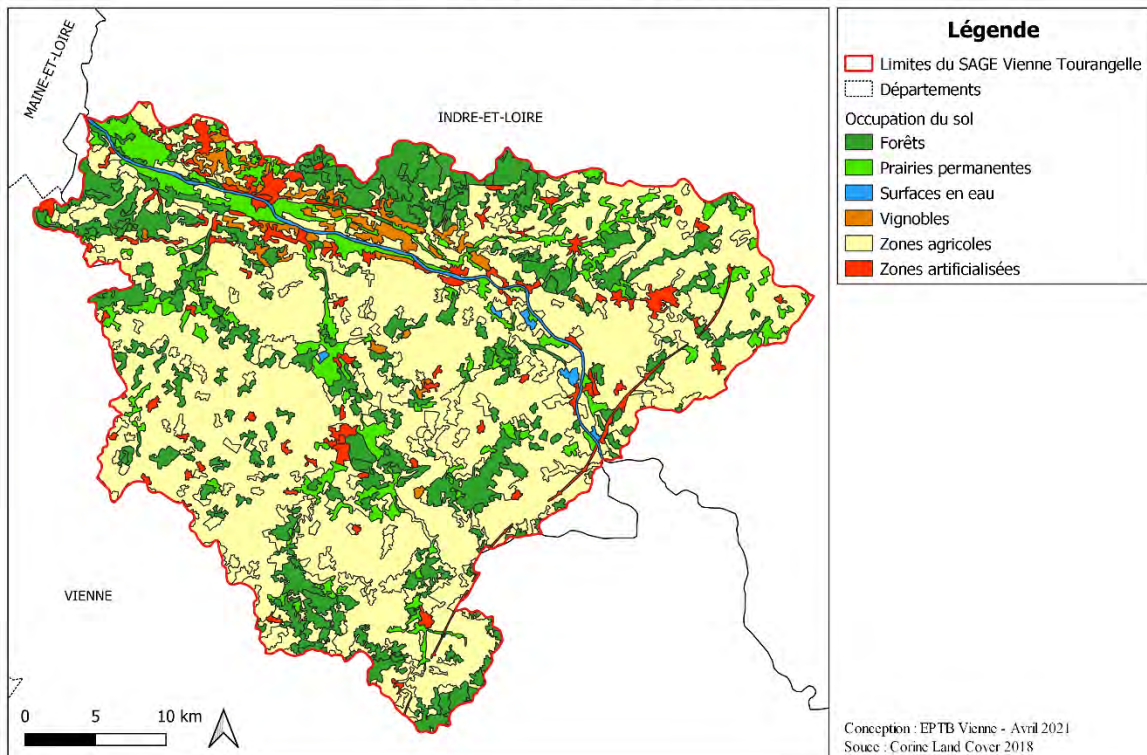 MAINE-ET-LOIRE
INDRE-ET-LOIRE
VIENNE
0 5 10 km
Légende
Limites du SAGE Vienne Tourangelle
Départements
Occupation du sol
Forêts
Prairies permanentes
Surfaces en eau
Vignobles
Zones agricoles
Zones artificialisées
Conception : EPTB Vienne - Avril 2021
Souce : Corine Land Cover 2018